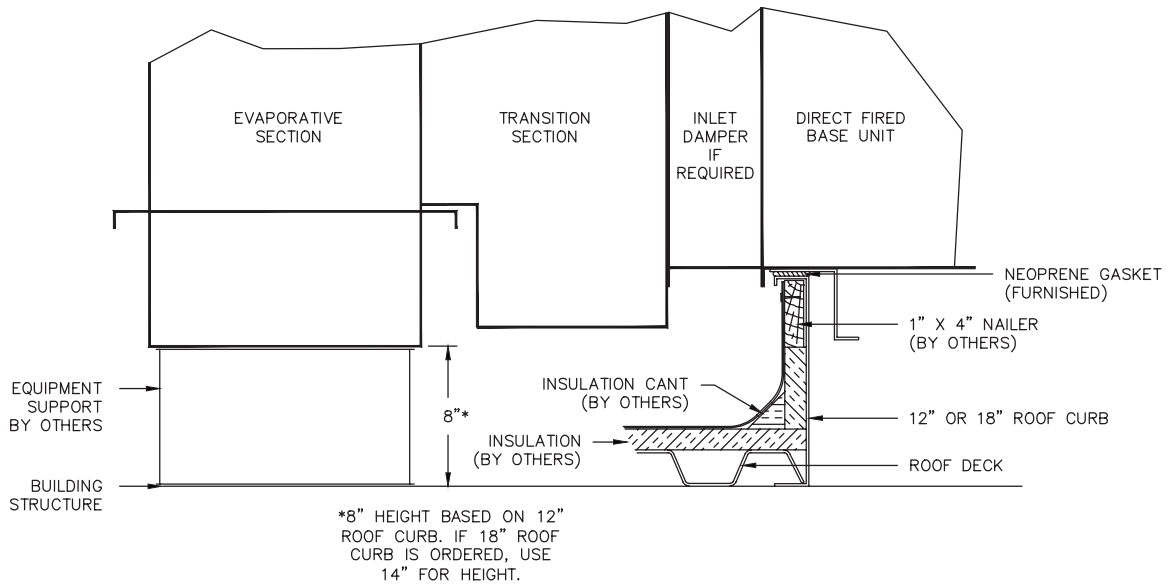 EVAPORATIVE
SECTION
TRANSITION
SECTION
INLET
DAMPER
IF
REQUIRED
DIRECT FIRED
BASE UNIT
NEOPRENE GASKET
(FURNISHED)
1” X 4” NAILER
(BY OTHERS)
EQUIPMENT
SUPPORT
BY OTHERS
8”*
INSULATION CANT
(BY OTHERS)
12” OR 18” ROOF CURB
INSULATION
(BY OTHERS)
ROOF DECK
BUILDING
STRUCTURE
*8” HEIGHT BASED ON 12”
ROOF CURB. IF 18” ROOF
CURB IS ORDERED, USE
14” FOR HEIGHT.